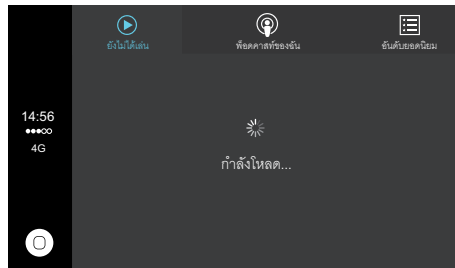 ยังไม่ได้เล่น
พ็อดคาสท์ของฉัน
อันดับยอดนิยม
14:56
4G
กำลังโหลด...